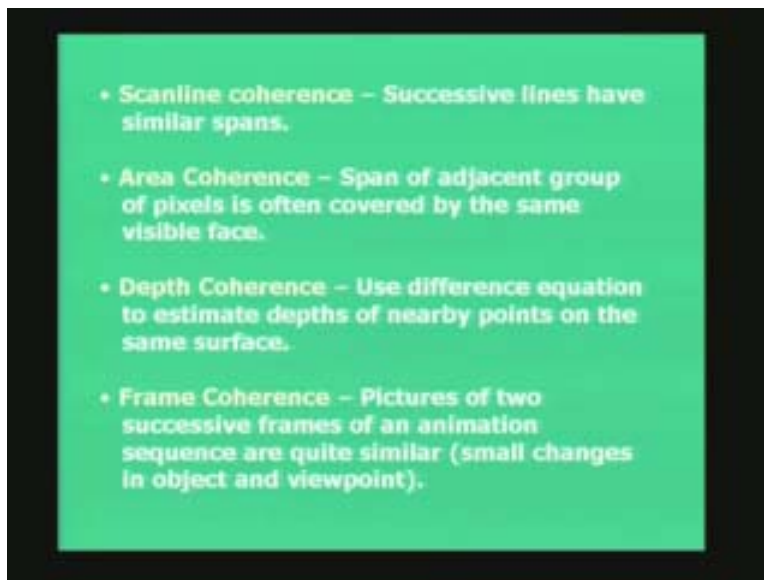 • Scanline coherence – Successive lines have
similar spans.
• Area Coherence – Span of adjacent group
of pixels is often covered by the same
visible face.
• Depth Coherence – Use difference equation
to estimate depths of nearby points on the
same surface.
• Frame Coherence – Pictures of two
successive frames of an animation
sequence are quite similar (small changes
in object and viewpoint).